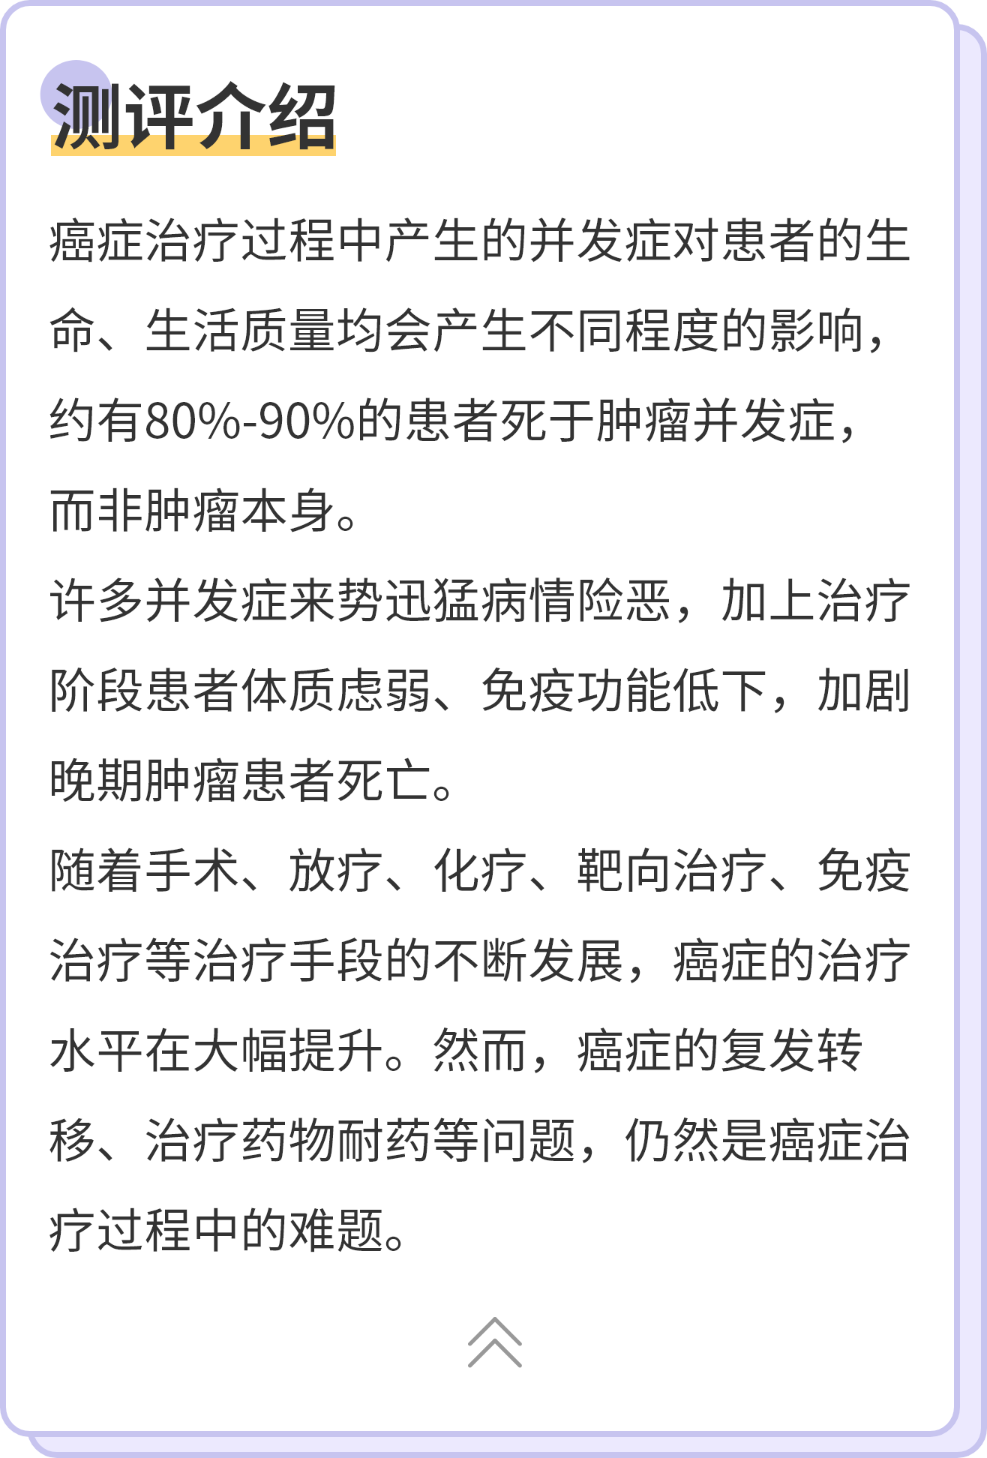 测评介绍
癌症治疗过程中产生的并发症对患者的生
命、生活质量均会产生不同程度的影响，
约有80%-90%的患者死于肿瘤并发症，
而非肿瘤本身。
许多并发症来势迅猛病情险恶，加上治疗
阶段患者体质虑弱、免疫功能低下，加剧
晚期肿瘤患者死亡。
随着手术、放疗、化疗、靶向治疗、免疫
治疗等治疗手段的不断发展，癌症的治疗
水平在大幅提升。然而，癌症的复发转
移、治疗药物耐药等问题，仍然是癌症治
疗过程中的难题。